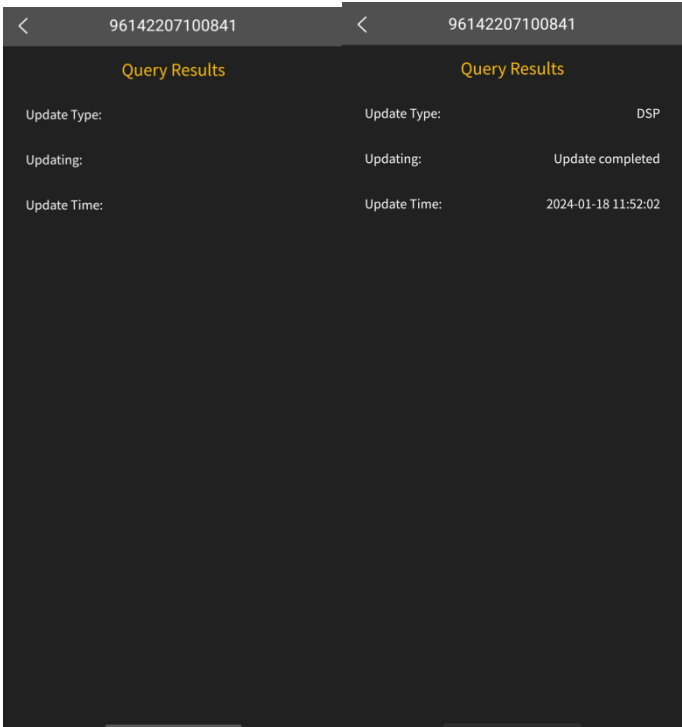 96142207100841
Query Results
Update Type:
Updating:
Update Time:
96142207100841
Query Results
Update Type: DSP
Updating: Update completed
Update Time: 2024-01-18 11:52:02